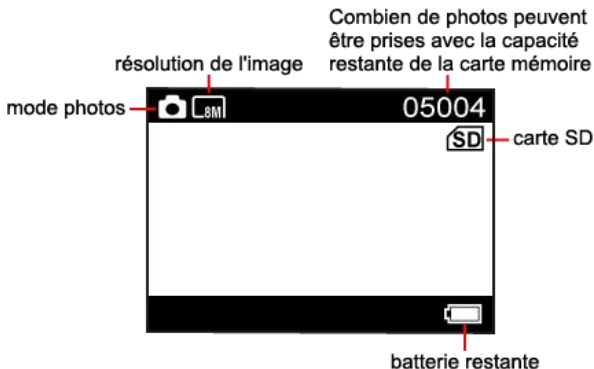 Combien de photos peuvent
être prises avec la capacité
restante de la carte mémoire
résolution de l'image
mode photos
8M
05004
SD
carte SD
batterie restante